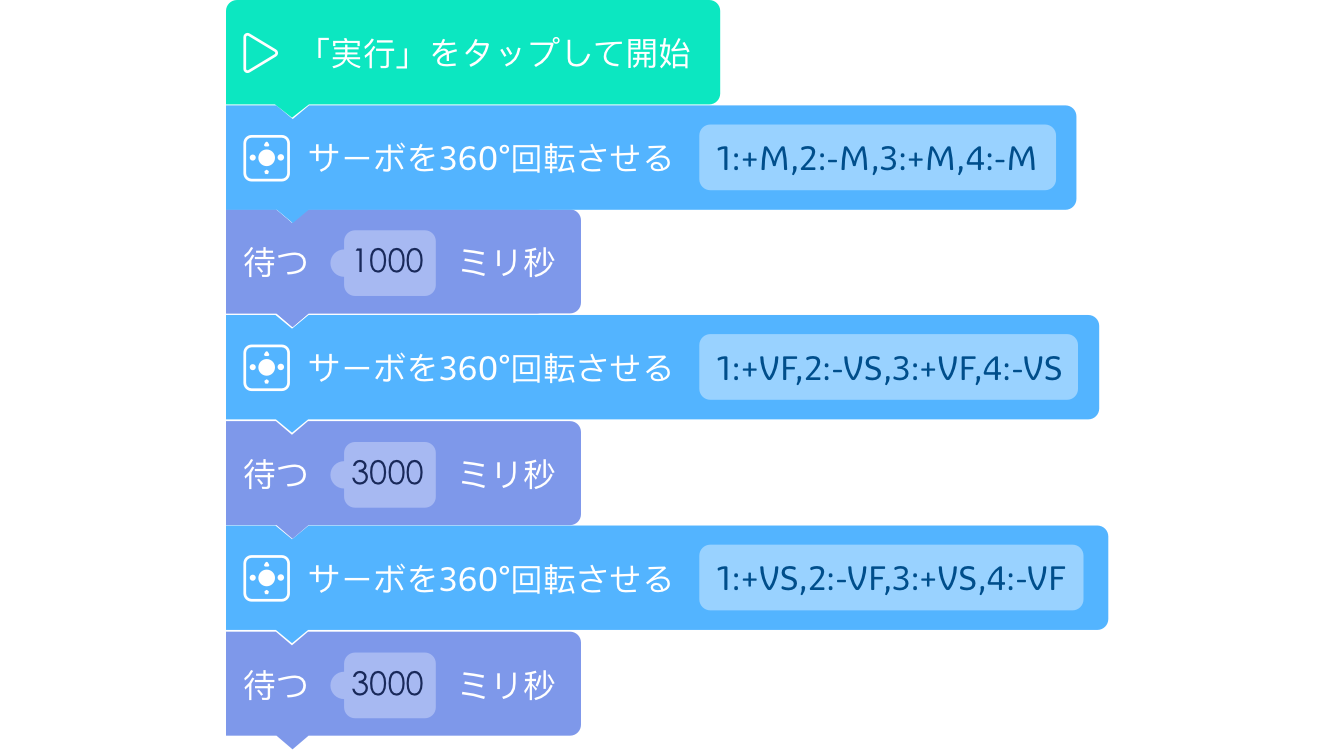 「実行」をタップして開始
サーボを360°回転させる 1:+M,2:-M,3:+M,4:-M
待つ 1000 ミリ秒
サーボを360°回転させる 1:+VF,2:-VS,3:+VF,4:-VS
待つ 3000 ミリ秒
サーボを360°回転させる 1:+VS,2:-VF,3:+VS,4:-VF
待つ 3000 ミリ秒